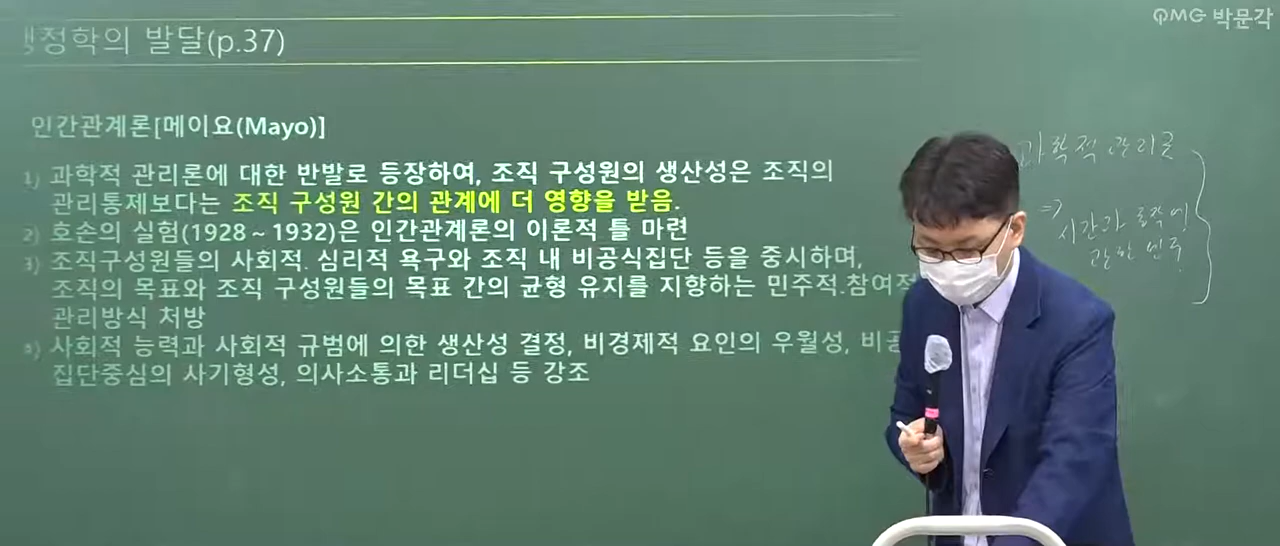 정학의 발달(p.37)
QMG 박문각
인간관계론[메이요(Mayo)]
1) 과학적 관리론에 대한 반발로 등장하여, 조직 구성원의 생산성은 조직의
관리통제보다는 조직 구성원 간의 관계에 더 영향을 받음.
2) 호손의 실험(1928 ~ 1932)은 인간관계론의 이론적 틀 마련
3) 조직구성원들의 사회적. 심리적 욕구와 조직 내 비공식집단 등을 중시하며,
조직의 목표와 조직 구성원들의 목표 간의 균형 유지를 지향하는 민주적.참여적
관리방식 처방
4) 사회적 능력과 사회적 규범에 의한 생산성 결정, 비경제적 요인의 우월성,
집단중심의 사기형성, 의사소통과 리더십 등 강조
과학적 관리론
⇒
시간과 동작에
관한 연구